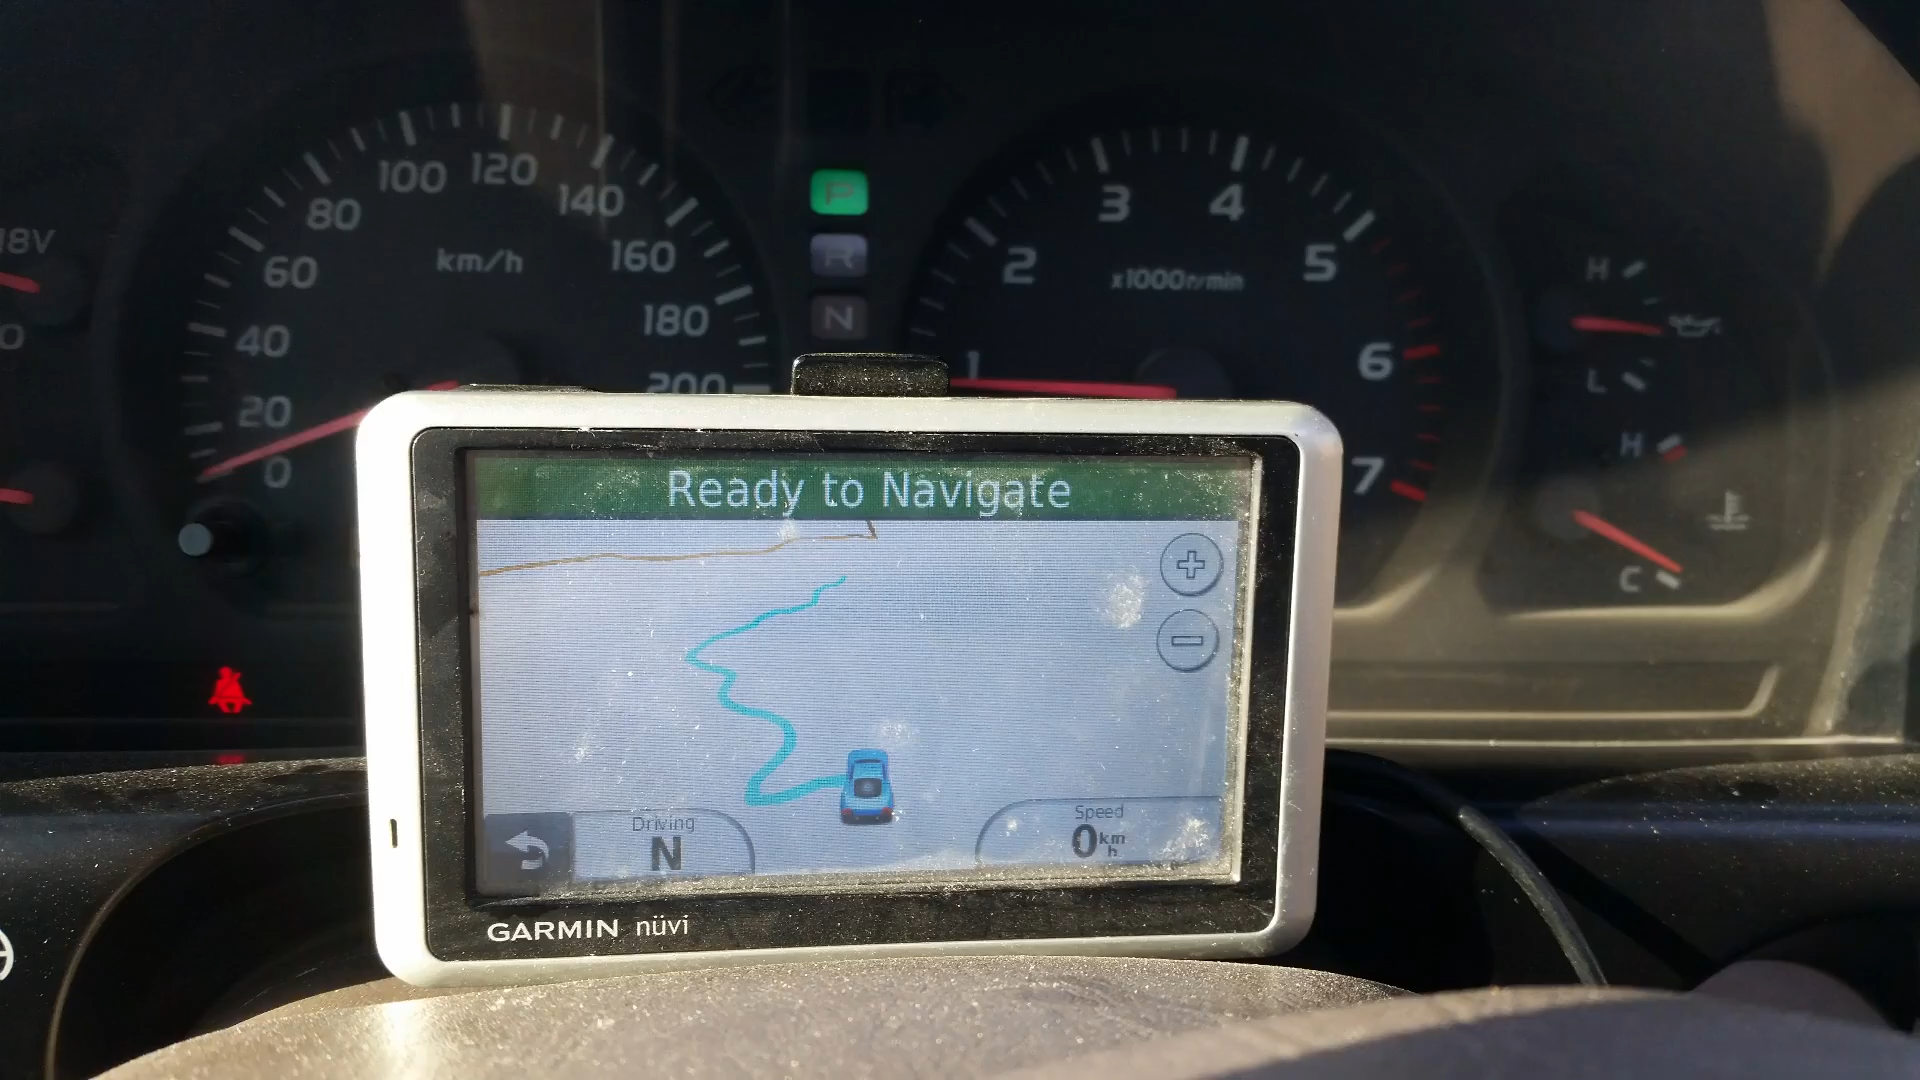 18V
km/h
0
20
40
60
80
100
120
140
160
180
200
P
R
N
x1000r/min
1
2
3
4
5
6
7
H
L
H
C
Ready to Navigate
Driving
N
Speed
0 km/h
GARMIN nüvi